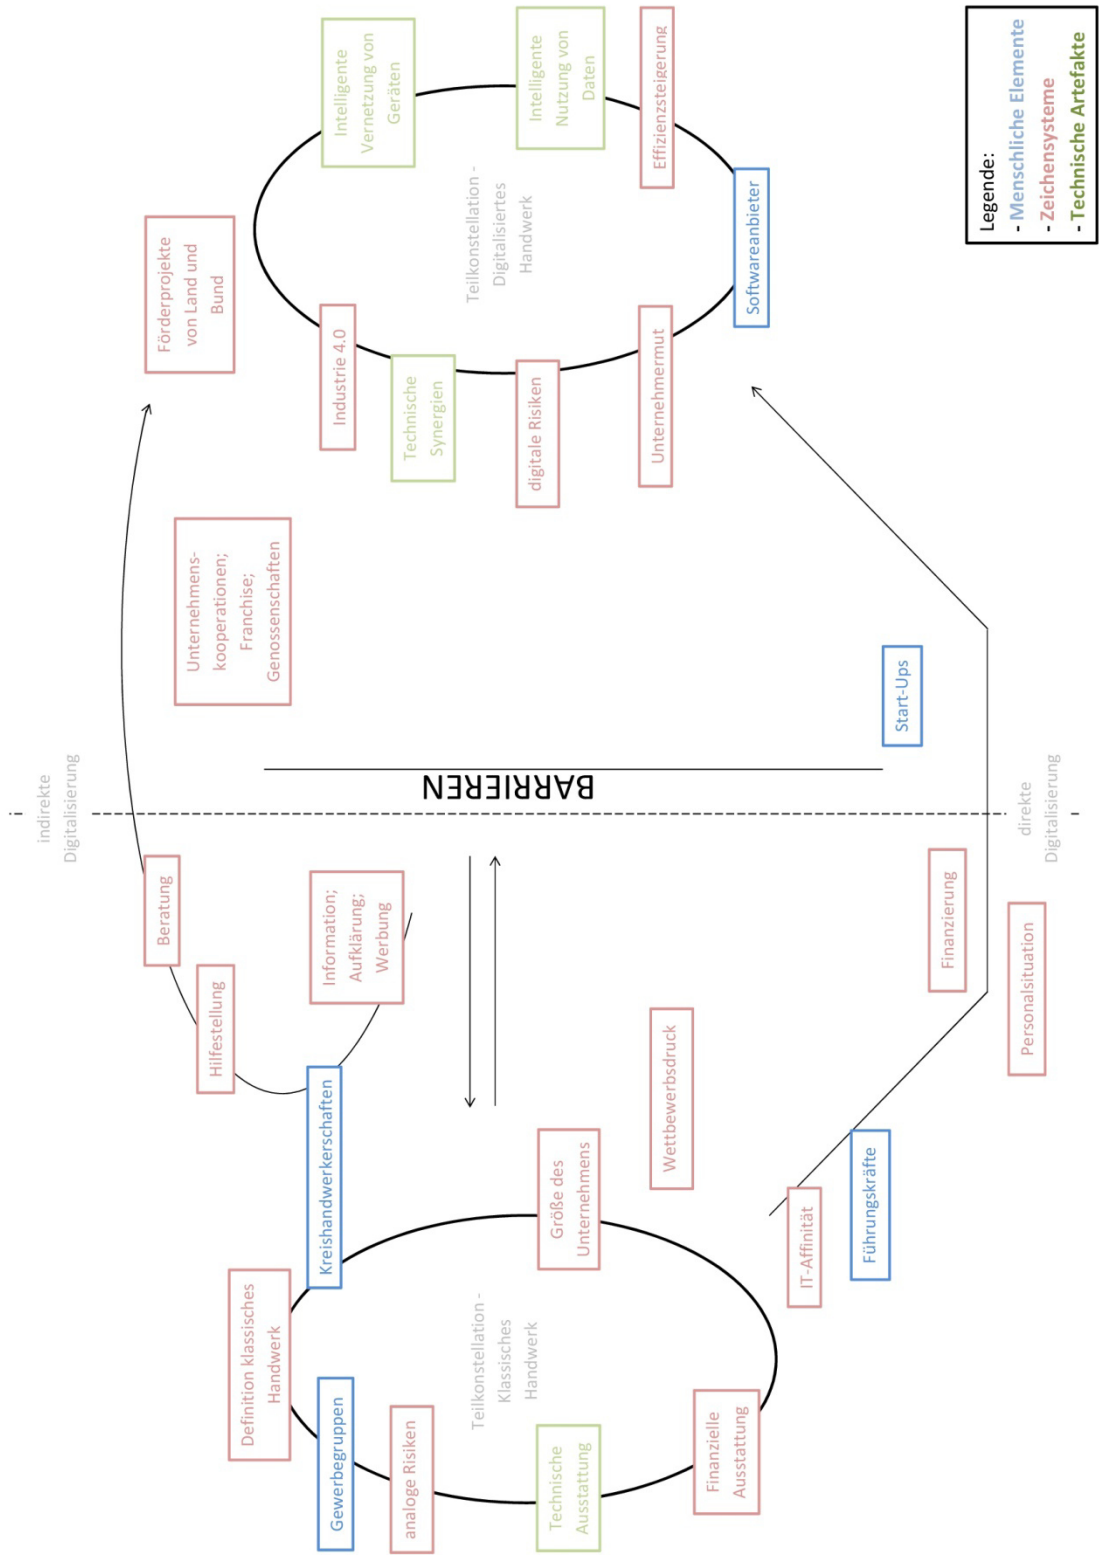 indirekte
Digitalisierung
Definition klassisches
Handwerk
Gewerbegruppen
Kreishandwerkerschaften
analoge Risiken
Teilkonstellation -
Klassisches
Handwerk
Technische
Ausstattung
Größe des
Unternehmens
Finanzielle
Ausstattung
Hilfestellung
Beratung
Information;
Aufklärung;
Werbung
Wettbewerbsdruck
IT-Affinität
Führungskräfte
Finanzierung
Personalsituation
BARRIEREN
Unternehmens-
kooperationen;
Franchise;
Genossenschaften
Start-Ups
direkte
Digitalisierung
Förderprojekte
von Land und
Bund
Industrie 4.0
Intelligente
Vernetzung von
Geräten
Technische
Synergien
Teilkonstellation -
Digitalisiertes
Handwerk
digitale Risiken
Intelligente
Nutzung von
Daten
Unternehmermut
Effizienzsteigerung
Softwareanbieter
Legende:
- Menschliche Elemente
- Zeichensysteme
- Technische Artefakte